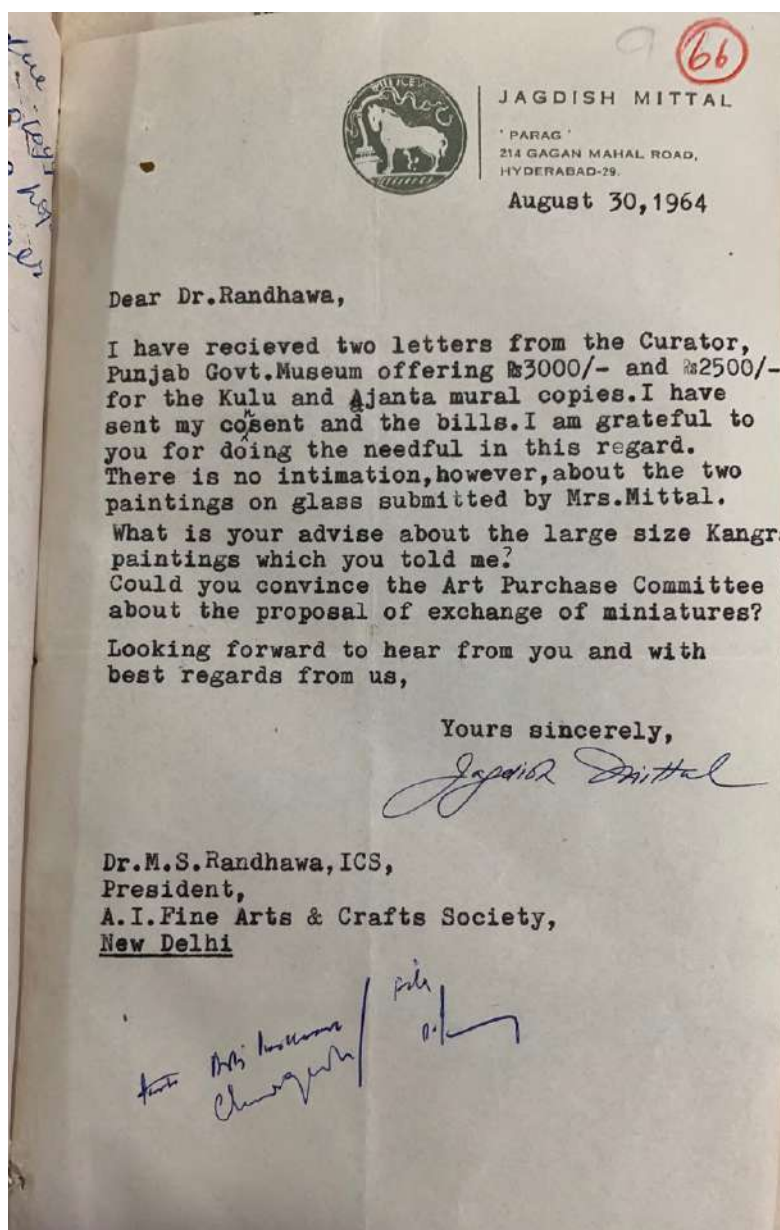 66
JAGDISH MITTAL
' PARAG '
214 GAGAN MAHAL ROAD,
HYDERABAD-29.
August 30,1964
Dear Dr.Randhawa,
I have recieved two letters from the Curator,
Punjab Govt.Museum offering ₨3000/- and ₨2500/-
for the Kulu and Ajanta mural copies.I have
sent my consent and the bills.I am grateful to
you for doing the needful in this regard.
There is no intimation,however,about the two
paintings on glass submitted by Mrs.Mittal.
What is your advise about the large size Kangr
paintings which you told me?
Could you convince the Art Purchase Committee
about the proposal of exchange of miniatures?
Looking forward to hear from you and with
best regards from us,
Yours sincerely,
Jagdish Mittal
Dr.M.S.Randhawa,ICS,
President,
A.I.Fine Arts & Crafts Society,
New Delhi
file